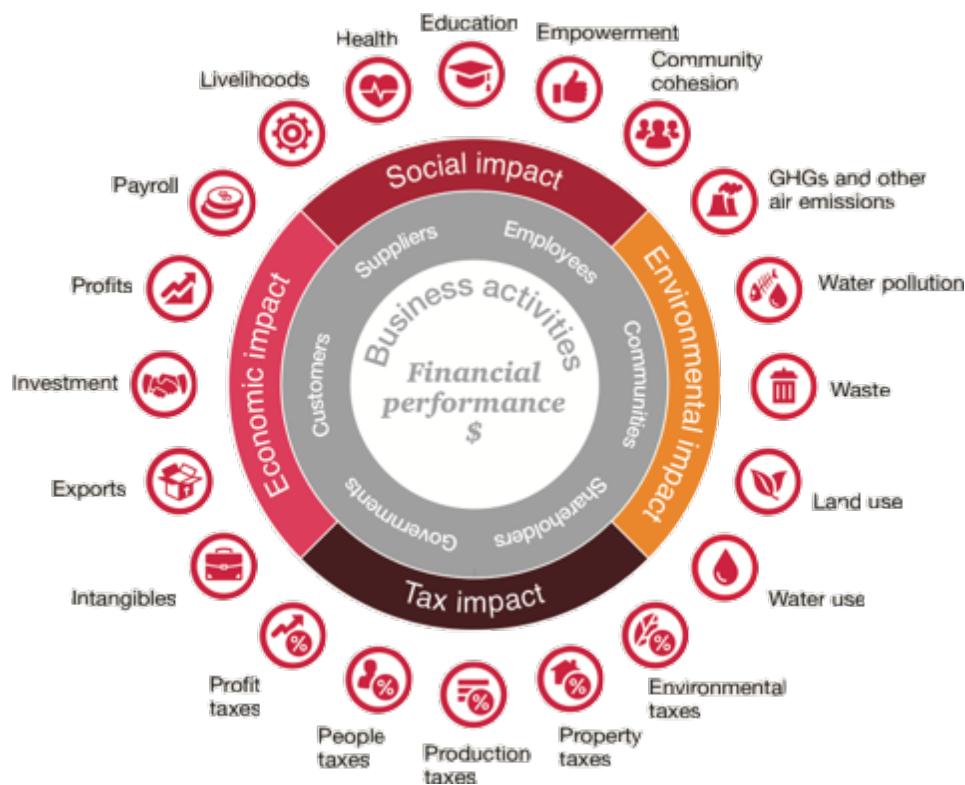 Education
Empowerment
Health
Community
cohesion
Livelihoods
Social impact
GHGs and other
air emissions
Payroll
Suppliers
Employees
Environmental impact
Economic impact
Business activities
Profits
Water pollution
Customers
Communities
Financial
performance
$
Investment
Waste
Exports
Land use
Governments
Shareholders
Intangibles
Tax impact
Water use
%
Profit
taxes
%
People
taxes
%
Production
taxes
%
Property
taxes
%
Environmental
taxes